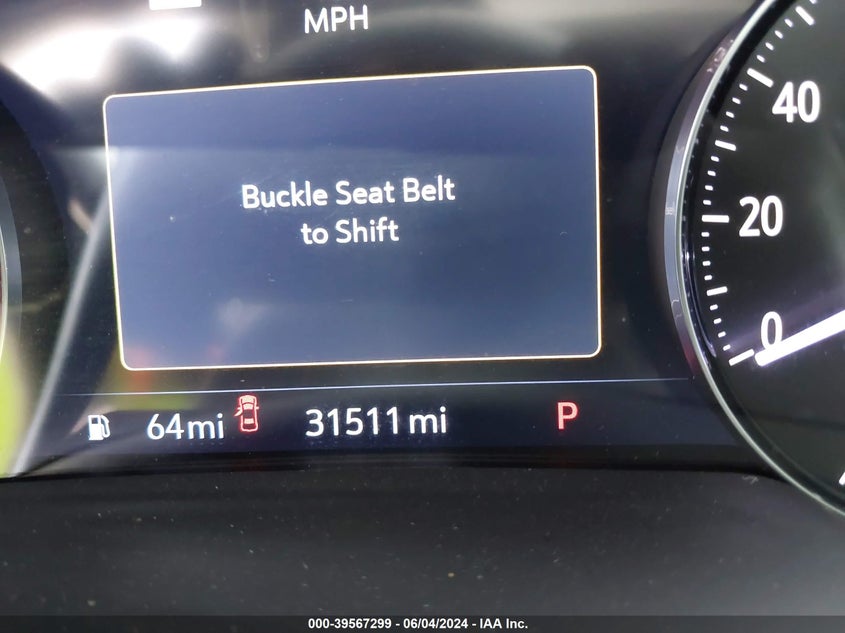 MPH
Buckle Seat Belt
to Shift
40
20
0
64mi
31511 mi
P
000-39567299 - 06/04/2024 - IAA Inc.